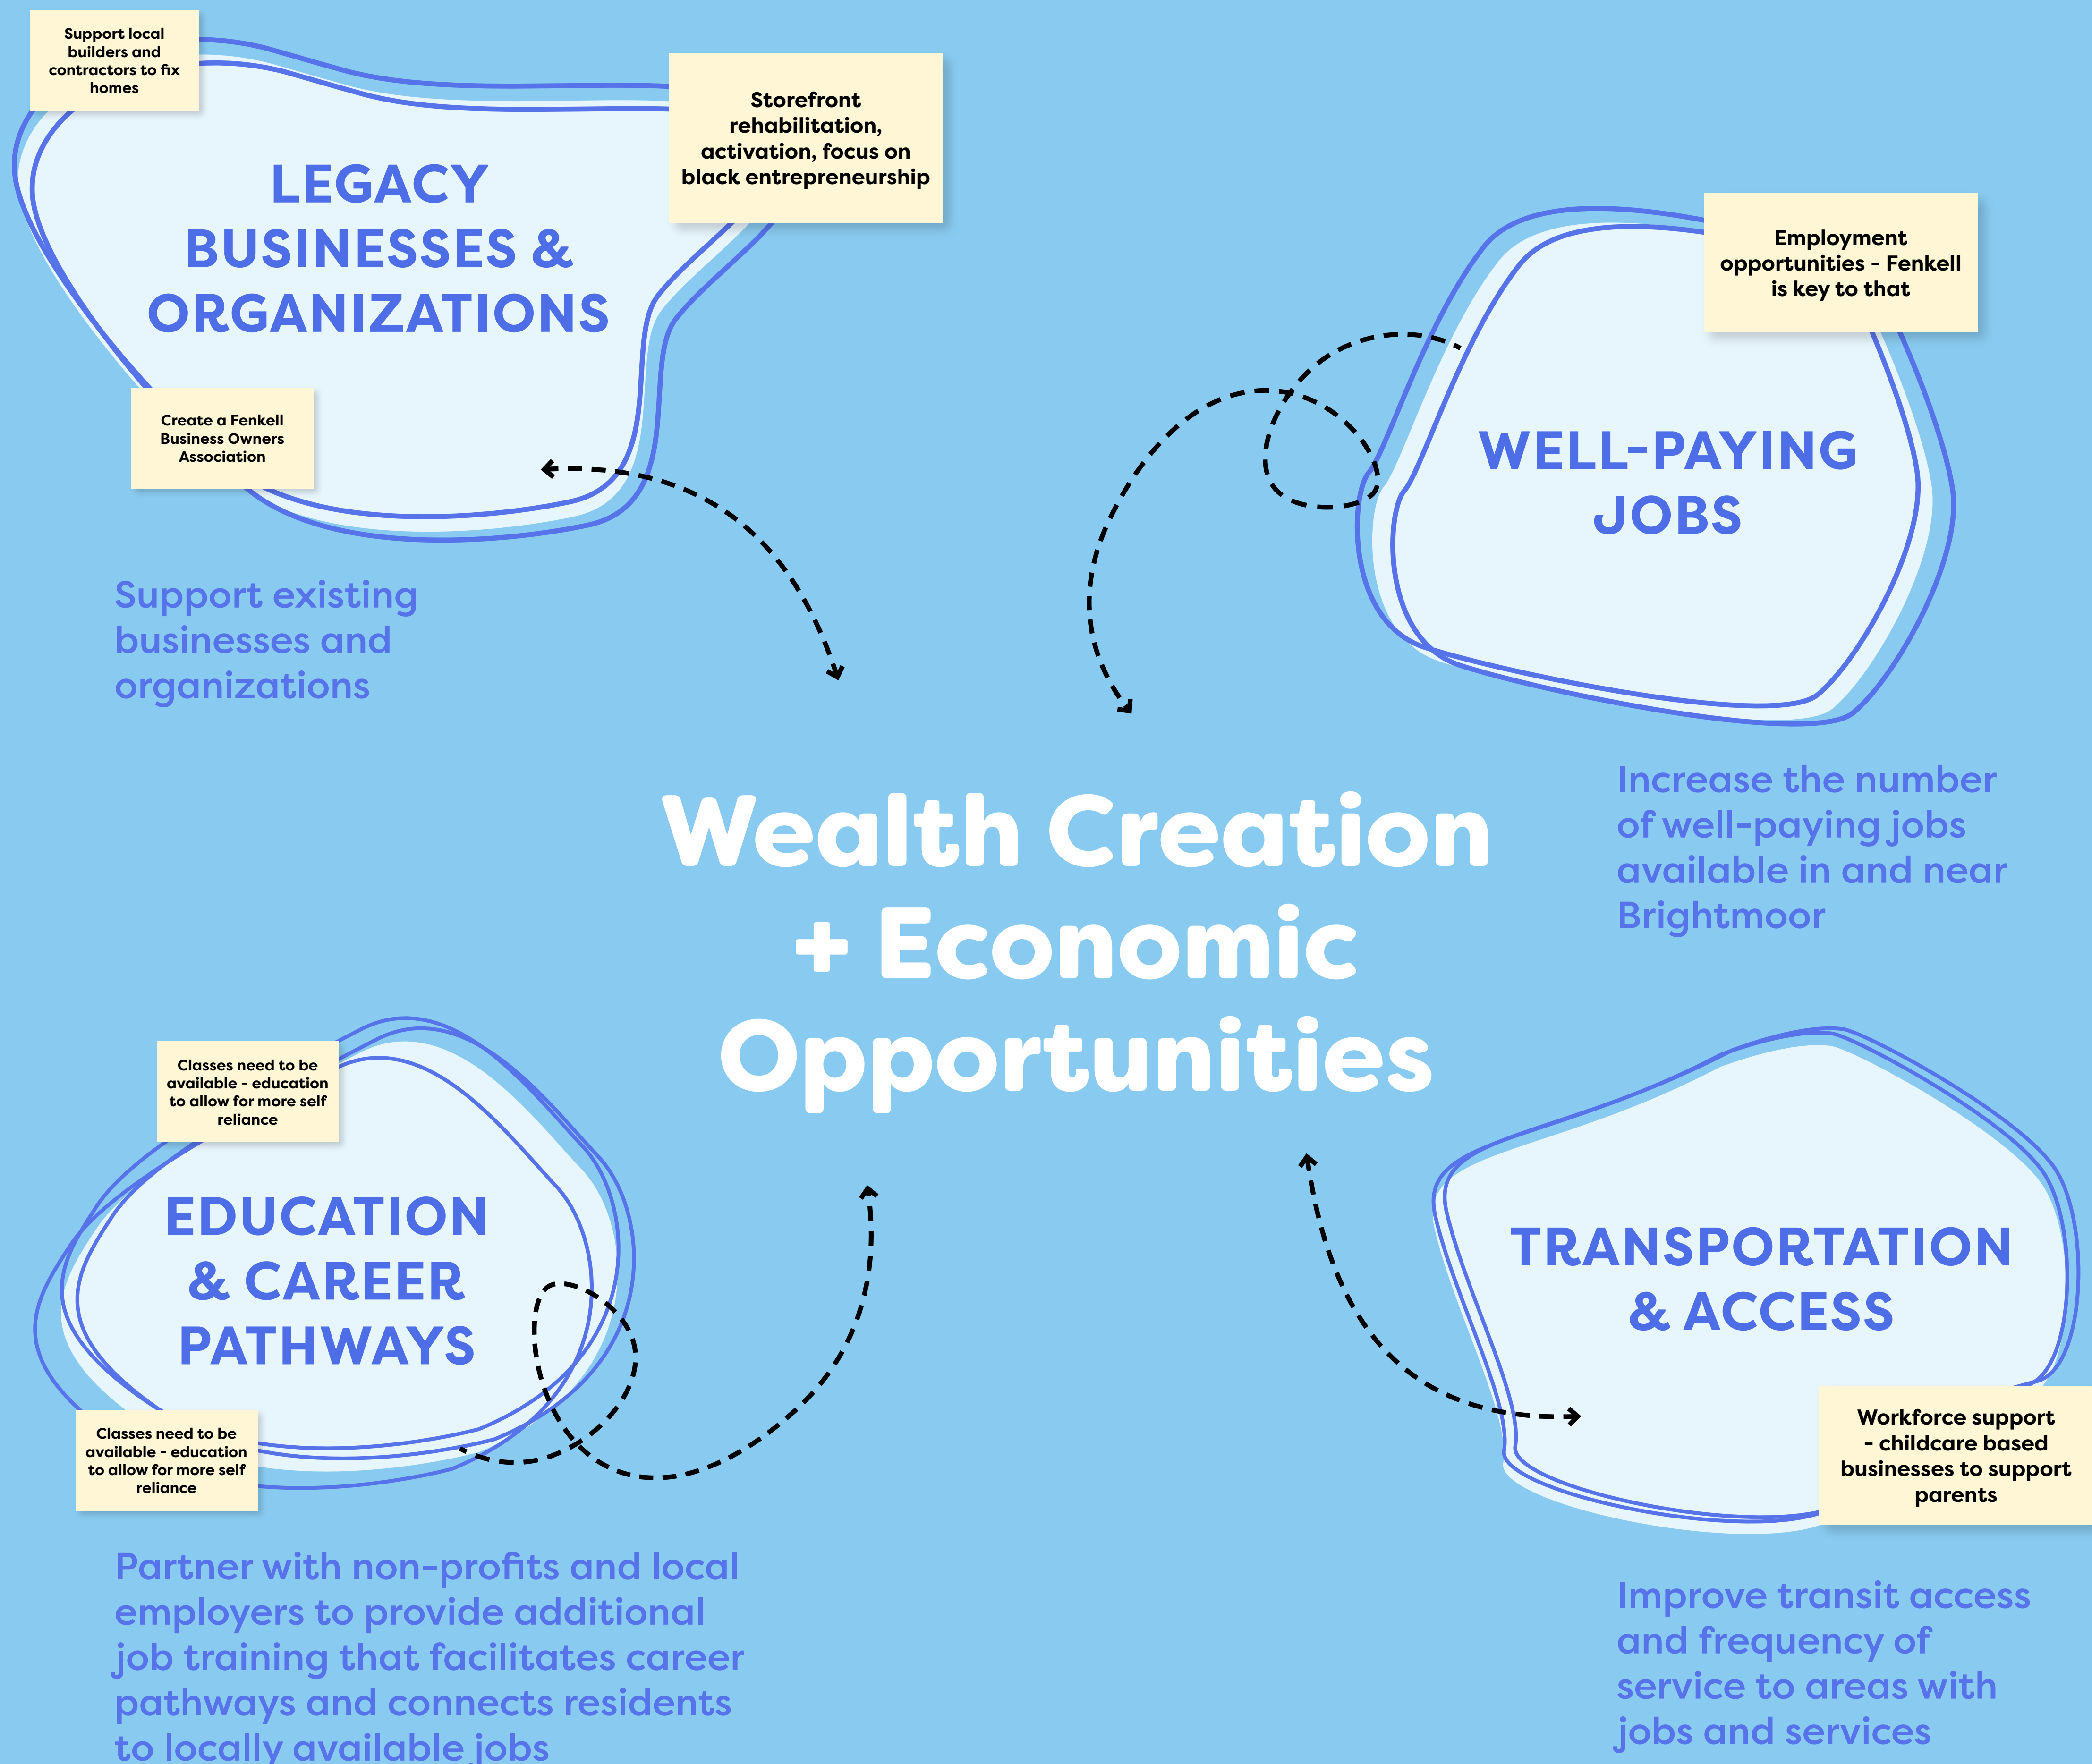 Support local
builders and
contractors to fix
homes
Storefront
rehabilitation,
activation, focus on
black entrepreneurship
LEGACY
BUSINESSES &
ORGANIZATIONS
Create a Fenkell
Business Owners
Association
Support existing
businesses and
organizations
Employment
opportunities - Fenkell
is key to that
WELL-PAYING
JOBS
Increase the number
of well-paying jobs
available in and near
Brightmoor
Wealth Creation
+ Economic
Opportunities
Classes need to be
available - education
to allow for more self
reliance
EDUCATION
& CAREER
PATHWAYS
Classes need to be
available - education
to allow for more self
reliance
Partner with non-profits and local
employers to provide additional
job training that facilitates career
pathways and connects residents
to locally available jobs
TRANSPORTATION
& ACCESS
Workforce support
- childcare based
businesses to support
parents
Improve transit access
and frequency of
service to areas with
jobs and services